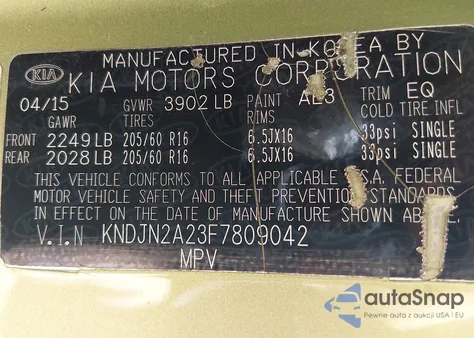 MANUFACTURED IN KOREA BY
KIA KIA MOTORS CORPORATION
04/15 GVWR 3902 LB PAINT TRIM EQ
GAWR TIRES RIMS COLD TIRE INFL
FRONT 2249 LB 205/60 R16 6.5JX16 33psi SINGLE
REAR 2028 LB 205/60 R16 6.5JX16 33psi SINGLE
THIS VEHICLE CONFORMS TO ALL APPLICABLE U.S.A. FEDERAL
MOTOR VEHICLE SAFETY AND THEFT PREVENTION STANDARDS
IN EFFECT ON THE DATE OF MANUFACTURE SHOWN ABOVE.
V.I.N KNDJN2A23F7809042
MPV
autoSnap
Pewne auta z aukcji USA i EU